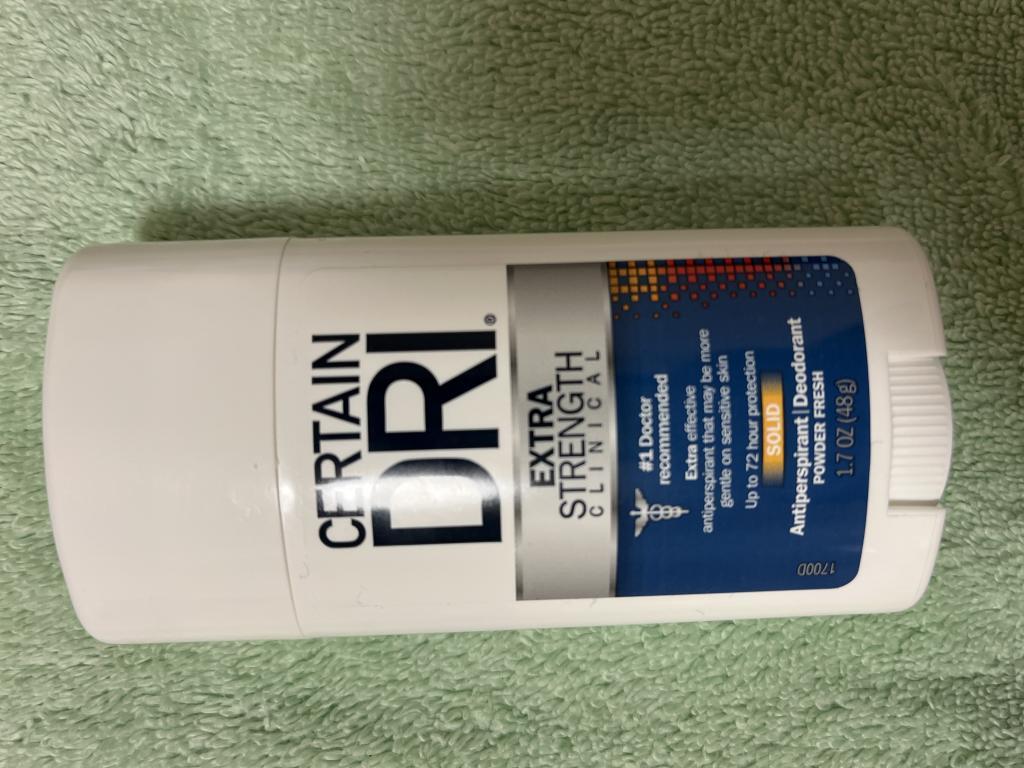 CERTAIN
DRI®
EXTRA
STRENGTH
CLINICAL
#1 Doctor
recommended
Extra effective
antiperspirant that may be more
gentle on sensitive skin
Up to 72 hour protection
SOLID
Antiperspirant|Deodorant
POWDER FRESH
1.7 OZ (48g)
1700D